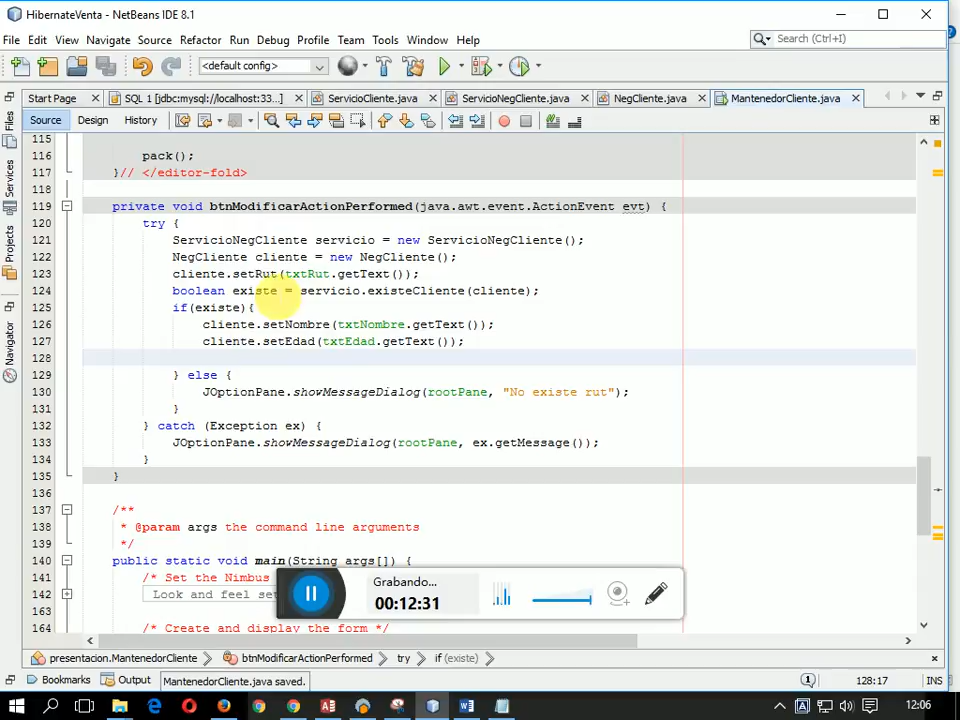 HibernateVenta - NetBeans IDE 8.1
File Edit View Navigate Source Refactor Run Debug Profile Team Tools Window Help
Search (Ctrl+I)
<default config>
Start Page SQL 1 [jdbc:mysql://localhost:33... ServicioCliente.java ServicioNegCliente.java NegCliente.java MantenedorCliente.java
Source Design History
Files
Services
Projects
Navigator
115
116 pack();
117 }// </editor-fold>
118
119 private void btnModificarActionPerformed(java.awt.event.ActionEvent evt) {
120 try {
121 ServicioNegCliente servicio = new ServicioNegCliente();
122 NegCliente cliente = new NegCliente();
123 cliente.setRut(txtRut.getText());
124 boolean existe = servicio.existeCliente(cliente);
125 if(existe){
126 cliente.setNombre(txtNombre.getText());
127 cliente.setEdad(txtEdad.getText());
128
129 } else {
130 JOptionPane.showMessageDialog(rootPane, "No existe rut");
131 }
132 } catch (Exception ex) {
133 JOptionPane.showMessageDialog(rootPane, ex.getMessage());
134 }
135 }
136
137 /**
138 * @param args the command line arguments
139 */
140 public static void main(String args[]) {
141 /* Set the Nimbus
142 Look and feel set
163
164 /* Create and display the form */
Grabando...
00:12:31
presentacion.MantenedorCliente btnModificarActionPerformed try if (existe)
Bookmarks Output MantenedorCliente.java saved. 1 128:17 INS
12:06